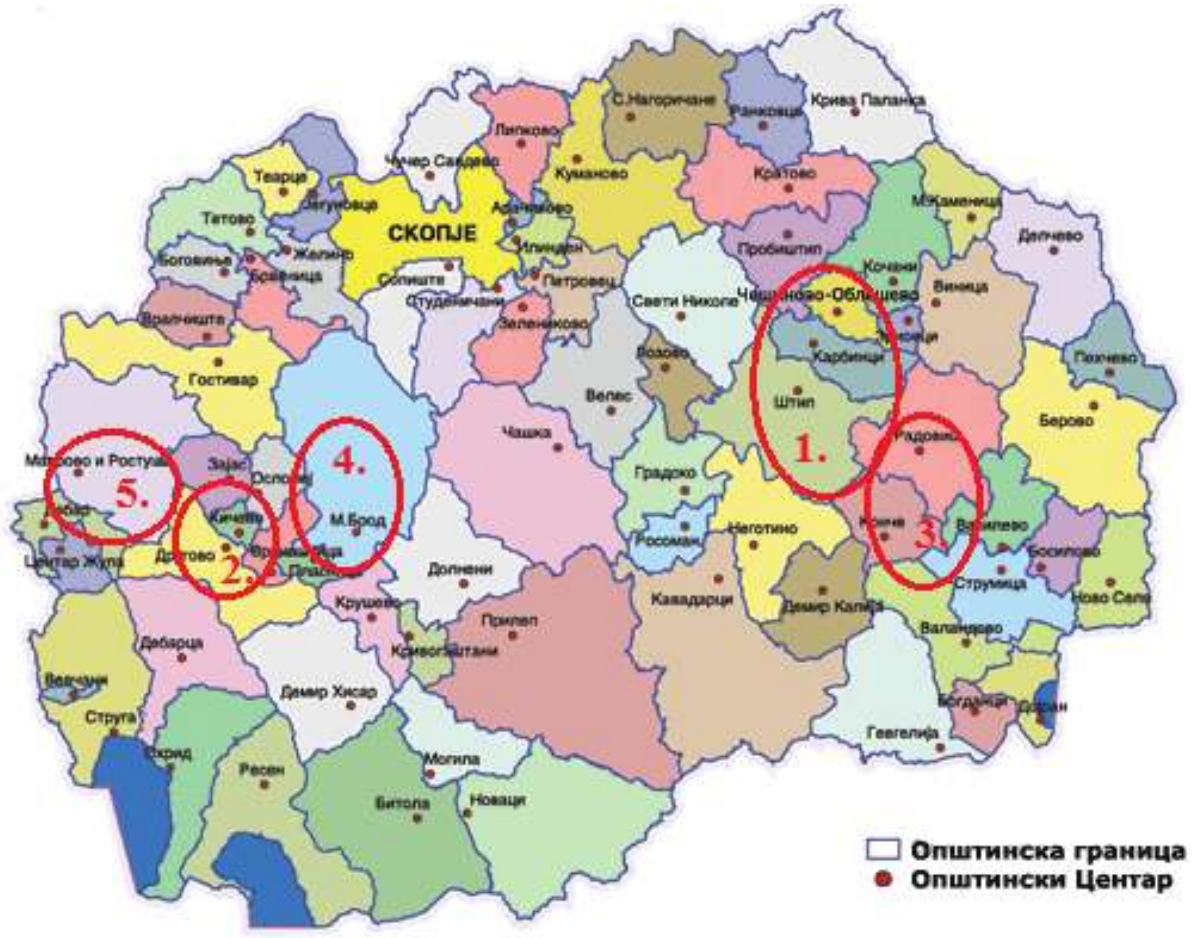 С.Нагоричане
Ранковце
Крива Паланка
Липково
Чучер Сандево
Куманово
Кратово
Теарце
Јегуновце
М.Каменица
Арачиново
Тетово
СКОПЈЕ
Делчево
Илинден
Пробиштип
Желино
Боговиње
Брвеница
Сопиште
Петровец
Кочани
Студеничани
Свети Николе
Чешиново-Облешево
Виница
Врапчиште
Зелениково
Зрновци
Лозово
Карбинци
Пехчево
Гостивар
Штип
Велес
Берово
Чашка
Радовиш
1.
4.
Маврово и Ростуша
Зајас
Осломеј
Градско
5.
Дебар
Кичево
М.Брод
Неготино
Конче
3.
Василево
Росоман
Другово
Вранештица
Босилово
Центар Жупа
2.
Пласница
Долнени
Струмица
Кавадарци
Демир Капија
Ново Село
Крушево
Прилеп
Дебарца
Кривогаштани
Валандово
Вевчани
Демир Хисар
Богданци
Дојран
Струга
Гевгелија
Охрид
Могила
Ресен
Битола
Новаци
Општинска граница
Општински Центар